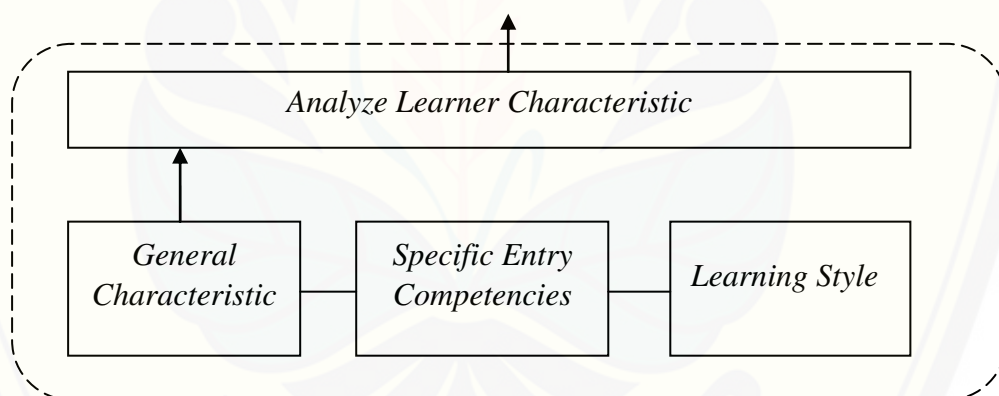 Analyze Learner Characteristic
General
Characteristic
Specific Entry
Competencies
Learning Style